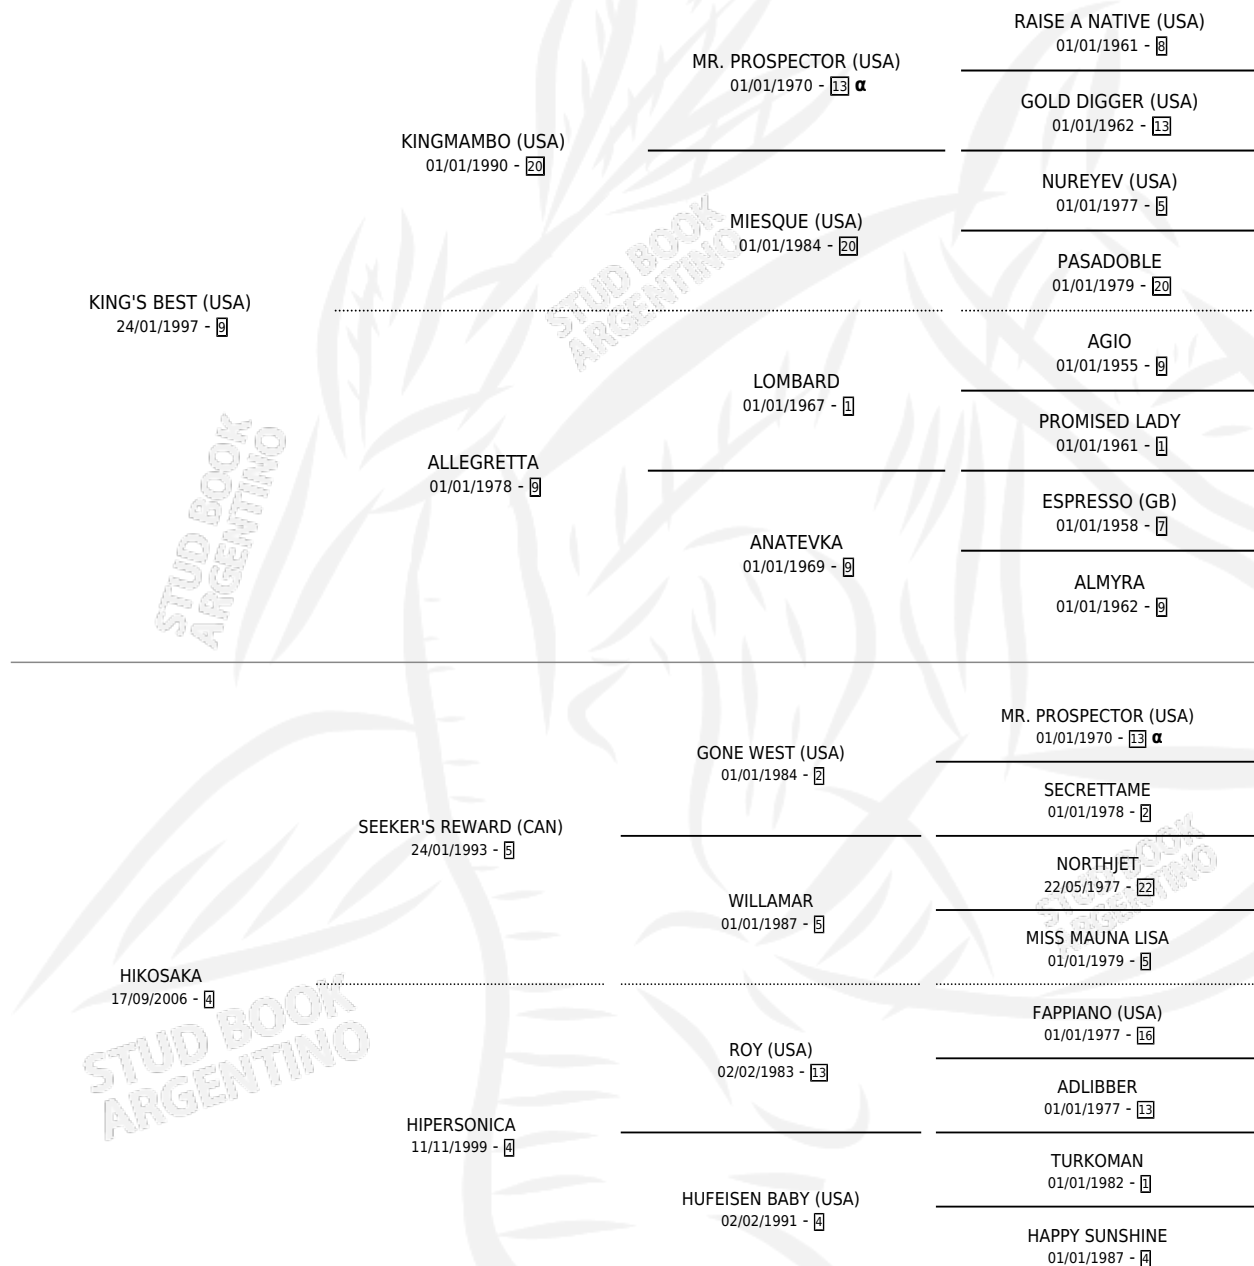 RAISE A NATIVE (USA)
01/01/1961 - 8
MR. PROSPECTOR (USA)
01/01/1970 - 13 α
GOLD DIGGER (USA)
01/01/1962 - 13
KINGMAMBO (USA)
01/01/1990 - 20
NUREYEV (USA)
01/01/1977 - 5
MIESQUE (USA)
01/01/1984 - 20
PASADOBLE
01/01/1979 - 20
KING'S BEST (USA)
24/01/1997 - 9
AGIO
01/01/1955 - 9
LOMBARD
01/01/1967 - 1
PROMISED LADY
01/01/1961 - 1
ALLEGRETTA
01/01/1978 - 9
ESPRESSO (GB)
01/01/1958 - 7
ANATEVKA
01/01/1969 - 9
ALMYRA
01/01/1962 - 9
MR. PROSPECTOR (USA)
01/01/1970 - 13 α
GONE WEST (USA)
01/01/1984 - 2
SECRETTAME
01/01/1978 - 2
SEEKER'S REWARD (CAN)
24/01/1993 - 5
NORTHJET
22/05/1977 - 22
WILLAMAR
01/01/1987 - 5
MISS MAUNA LISA
01/01/1979 - 5
HIKOSAKA
17/09/2006 - 4
FAPPIANO (USA)
01/01/1977 - 16
ROY (USA)
02/02/1983 - 13
ADLIBBER
01/01/1977 - 13
HIPERSONICA
11/11/1999 - 4
TURKOMAN
01/01/1982 - 1
HUFEISEN BABY (USA)
02/02/1991 - 4
HAPPY SUNSHINE
01/01/1987 - 4
STUD BOOK
ARGENTINO
STUD BOOK
ARGENTINO
STUD BOOK
ARGENTINO
STUD BOOK
ARGENTINO